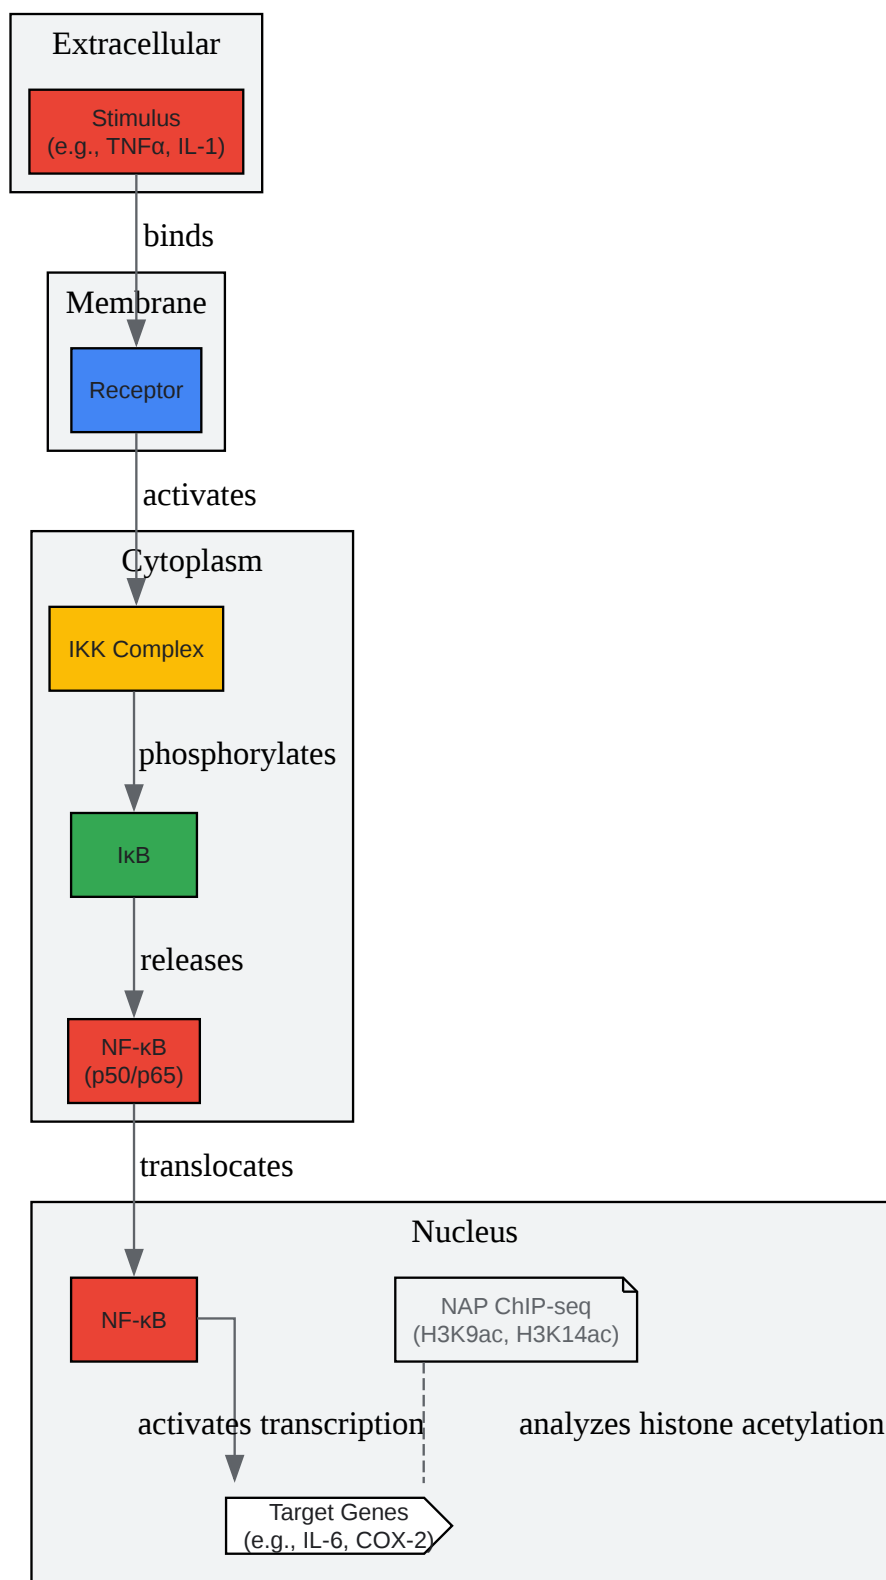 Extracellular
Stimulus
(e.g., TNFα, IL-1)
binds
Membrane
Receptor
activates
Cytoplasm
IKK Complex
phosphorylates
IκB
releases
NF-κB
(p50/p65)
translocates
Nucleus
NF-κB
NAP ChIP-seq
(H3K9ac, H3K14ac)
activates transcription
analyzes histone acetylation
Target Genes
(e.g., IL-6, COX-2)